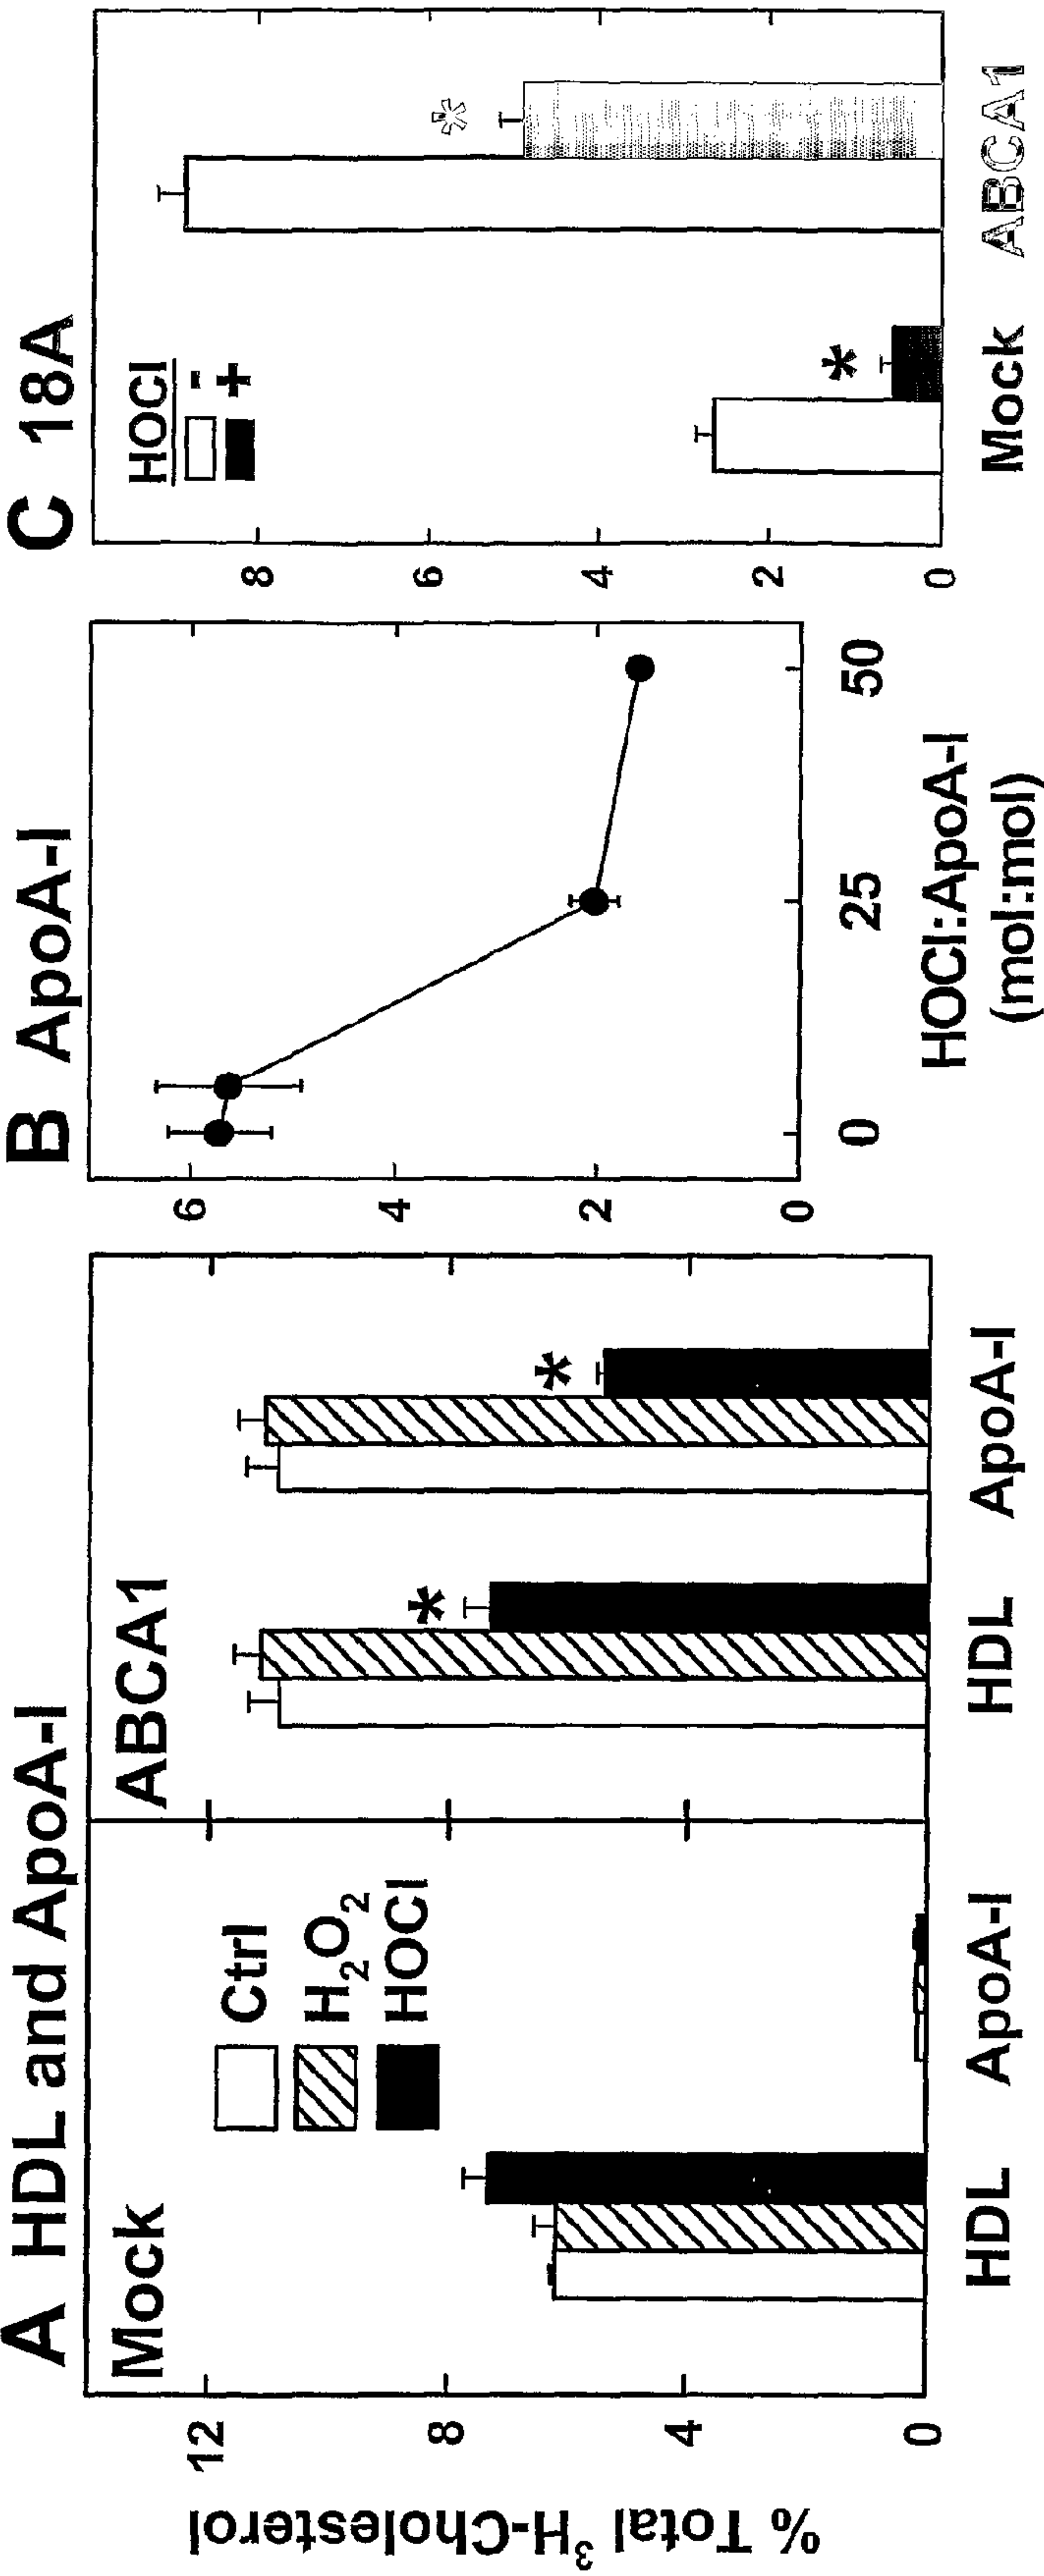 A HDL and ApoA-I
Mock
ABCA1
Ctrl
H₂O₂
HOCl
% Total ³H-Cholesterol
12
8
4
0
HDL ApoA-I HDL ApoA-I
B ApoA-I
6
4
2
0
0 25 50
HOCl:ApoA-I
(mol:mol)
C 18A
HOCl
-
+
*
*
*
*
8
6
4
2
0
Mock ABCA1